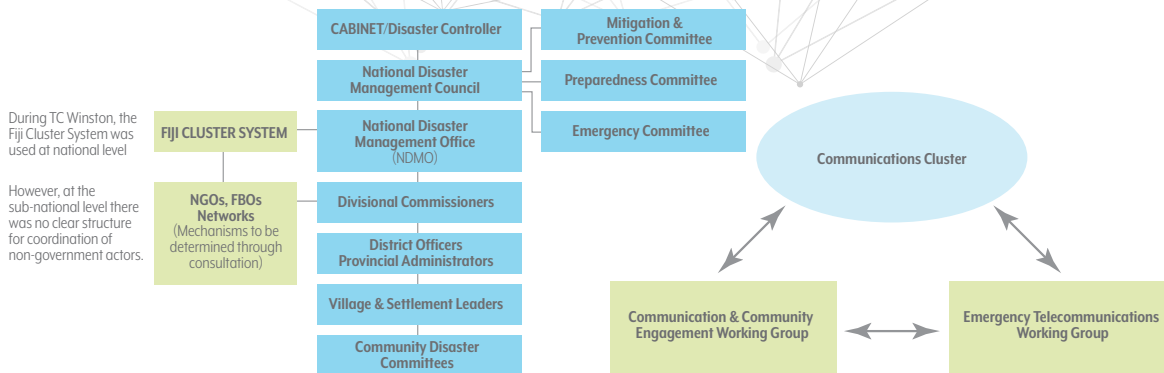 During TC Winston, the
Fiji Cluster System was
used at national level
However, at the
sub-national level there
was no clear structure
for coordination of
non-government actors.
FIJI CLUSTER SYSTEM
NGOs, FBOs
Networks
(Mechanisms to be
determined through
consultation)
CABINET/Disaster Controller
National Disaster
Management Council
National Disaster
Management Office
(NDMO)
Divisional Commissioners
District Officers
Provincial Administrators
Village & Settlement Leaders
Community Disaster
Committees
Mitigation &
Prevention Committee
Preparedness Committee
Emergency Committee
Communications Cluster
Communication & Community
Engagement Working Group
Emergency Telecommunications
Working Group